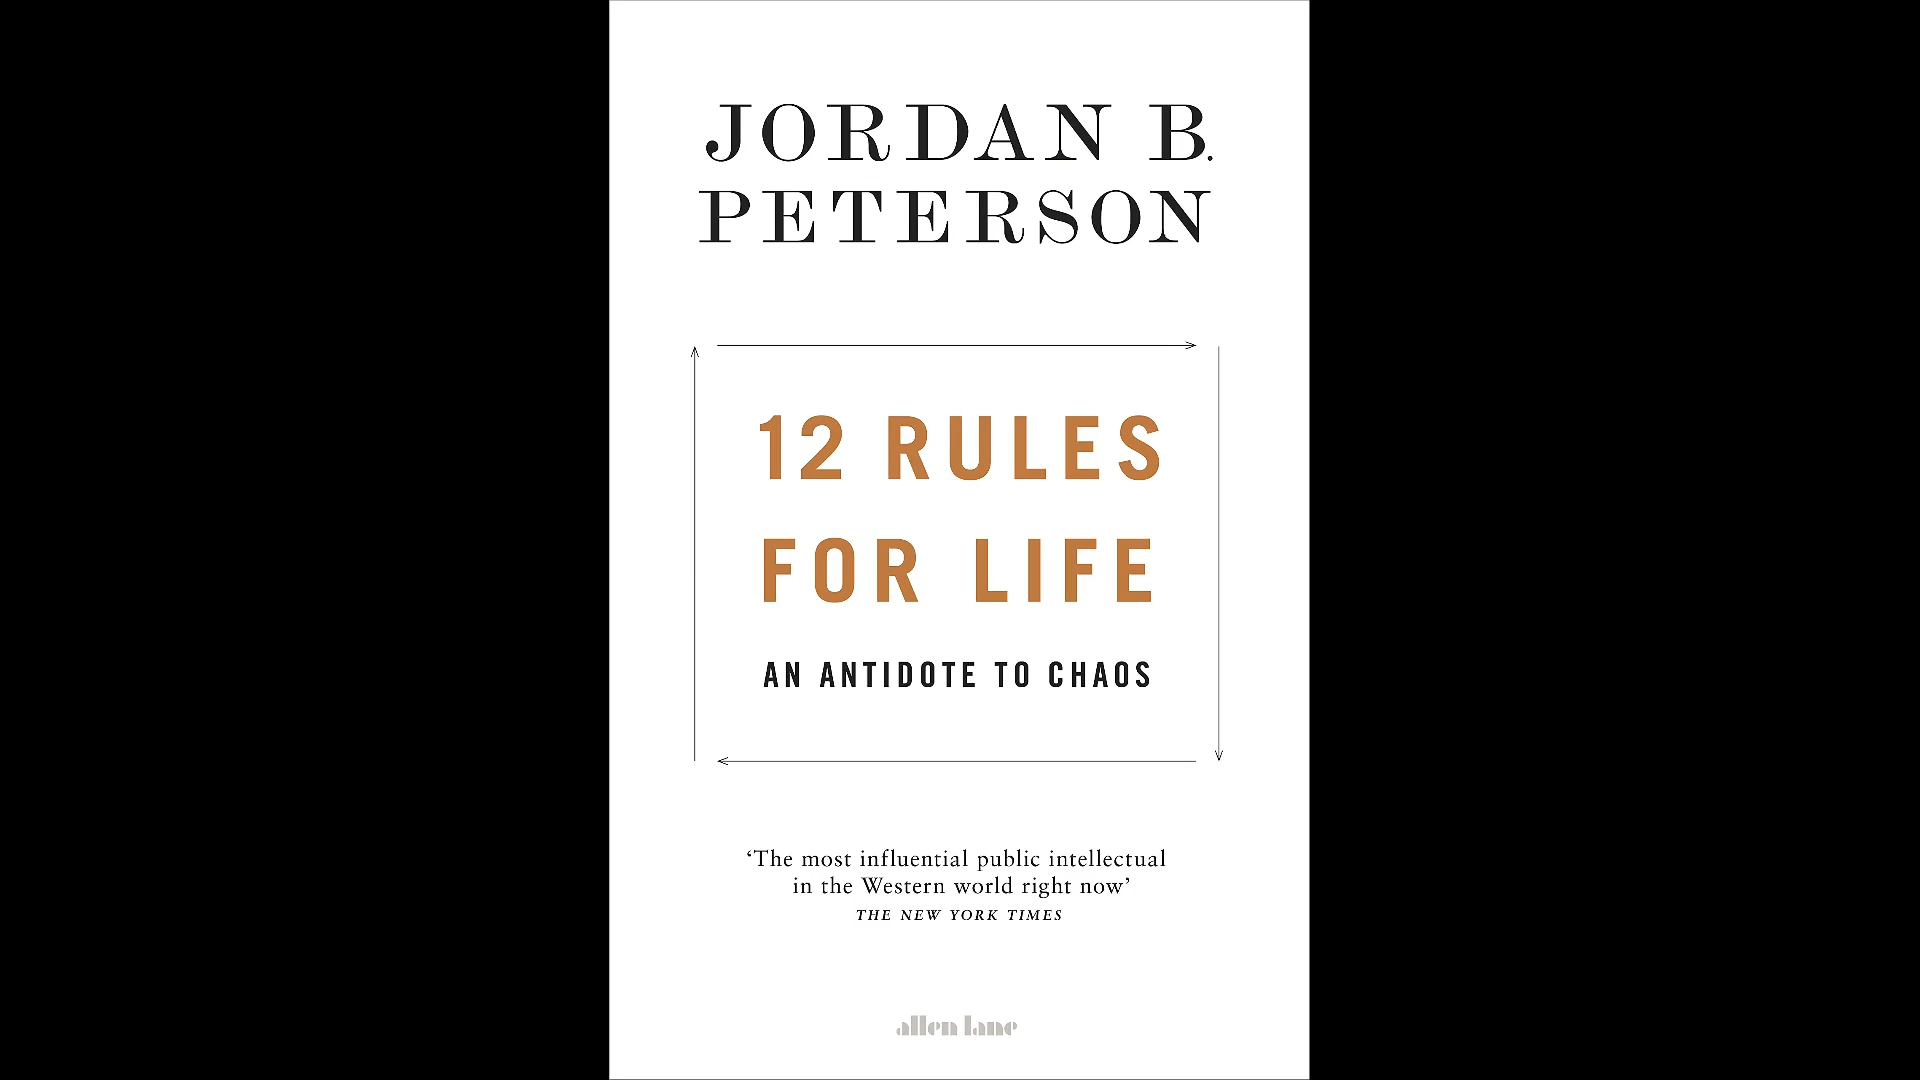 JORDAN B.
PETERSON
12 RULES
FOR LIFE
AN ANTIDOTE TO CHAOS
‘The most influential public intellectual
in the Western world right now’
THE NEW YORK TIMES
allen lane